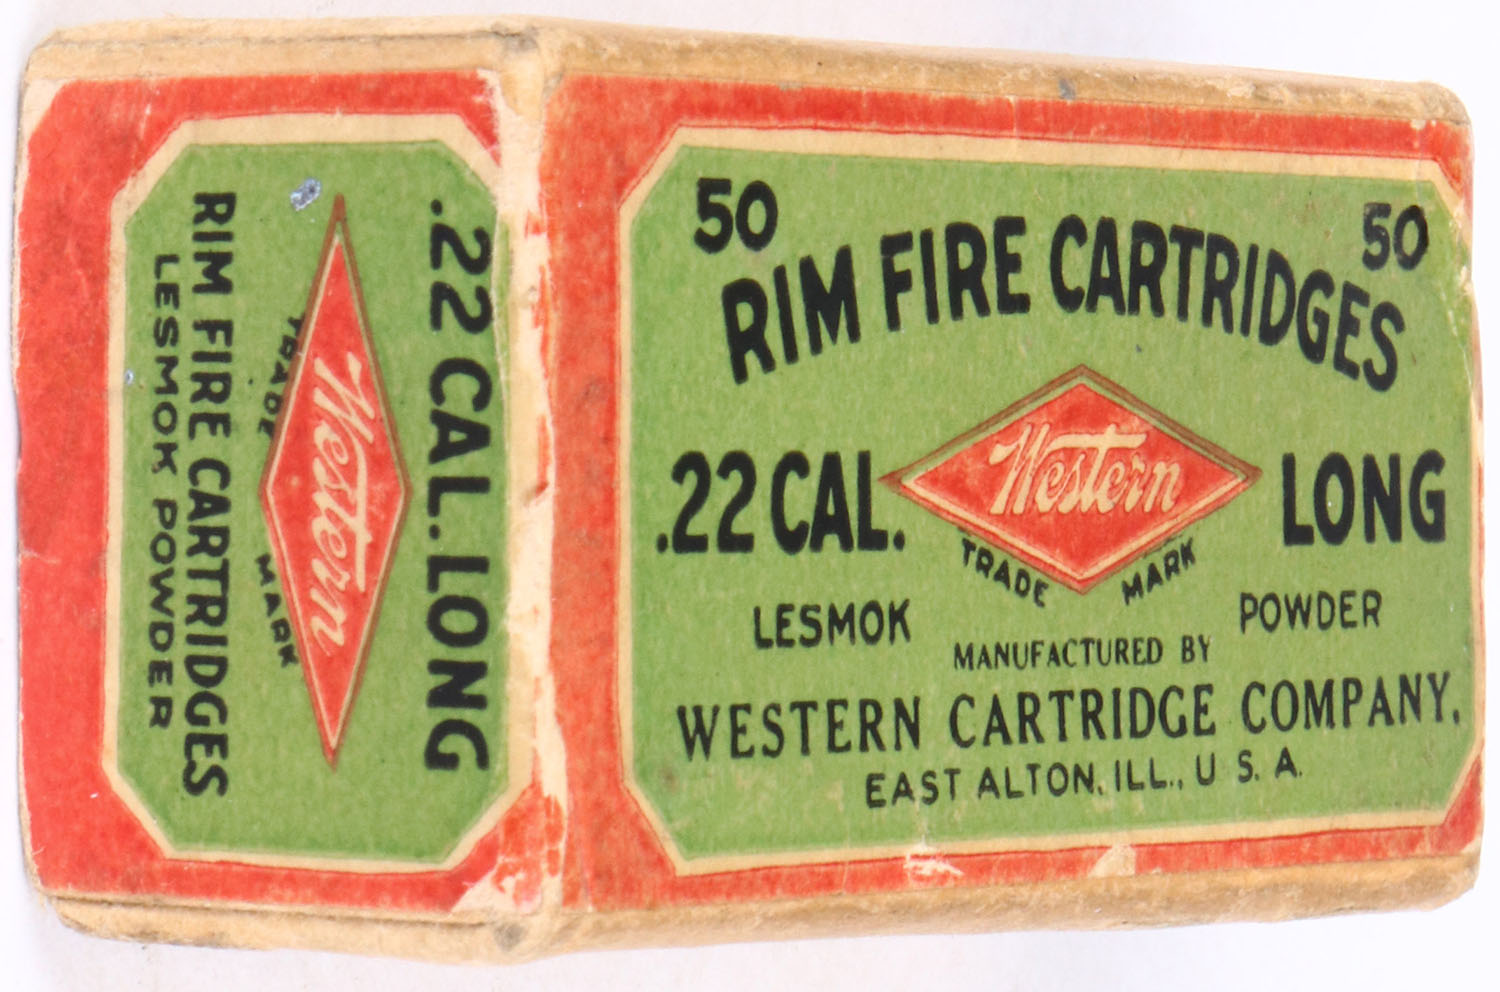 .22 CAL. LONG
Western
TRADE MARK
RIM FIRE CARTRIDGES
LESMOK POWDER
50 50
RIM FIRE CARTRIDGES
.22 CAL. Western LONG
TRADE MARK
LESMOK POWDER
MANUFACTURED BY
WESTERN CARTRIDGE COMPANY.
EAST ALTON, ILL., U S. A.